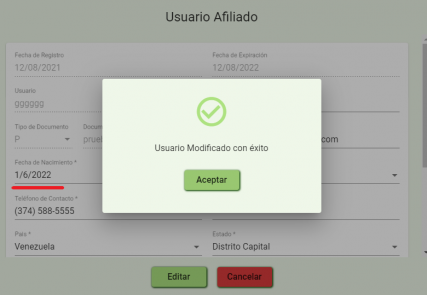 Usuario Afiliado
Fecha de Registro
12/08/2021
Fecha de Expiración
12/08/2022
Usuario
gggggg
Tipo de Documento
P
Docum
prue
.com
Usuario Modificado con éxito
Aceptar
Fecha de Nacimiento *
1/6/2022
Teléfono de Contacto *
(374) 588-5555
País *
Venezuela
Estado *
Distrito Capital
Editar
Cancelar